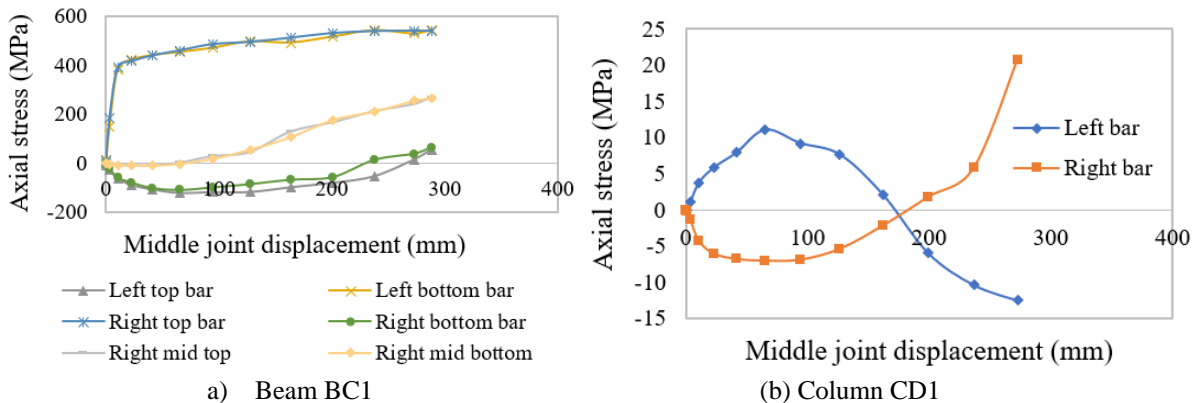 Axial stress (MPa)
600
400
200
0
-200
0 100 200 300 400
Middle joint displacement (mm)
Left top bar Left bottom bar
Right top bar Right bottom bar
Right mid top Right mid bottom
a) Beam BC1
Axial stress (MPa)
25
20
15
10
5
0
-5
-10
-15
0 100 200 300 400
Left bar
Right bar
Middle joint displacement (mm)
(b) Column CD1